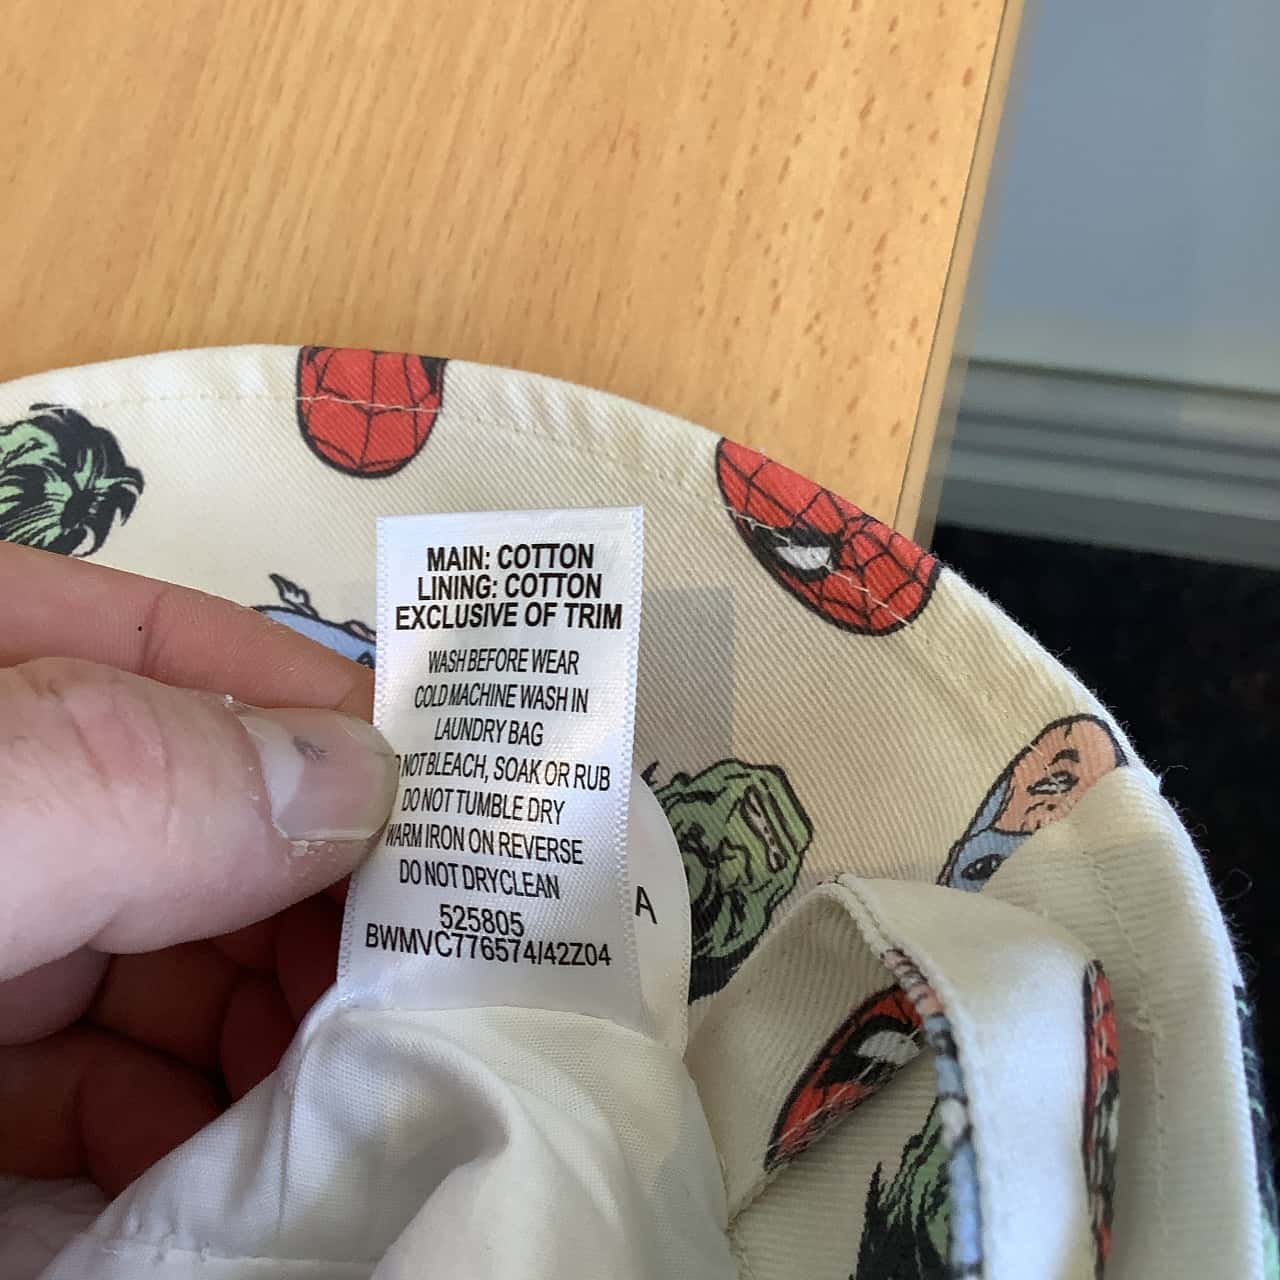 MAIN: COTTON
LINING: COTTON
EXCLUSIVE OF TRIM
WASH BEFORE WEAR
COLD MACHINE WASH IN
LAUNDRY BAG
DO NOT BLEACH, SOAK OR RUB
DO NOT TUMBLE DRY
WARM IRON ON REVERSE
DO NOT DRYCLEAN
525805
BWMVC776574/42Z04
A